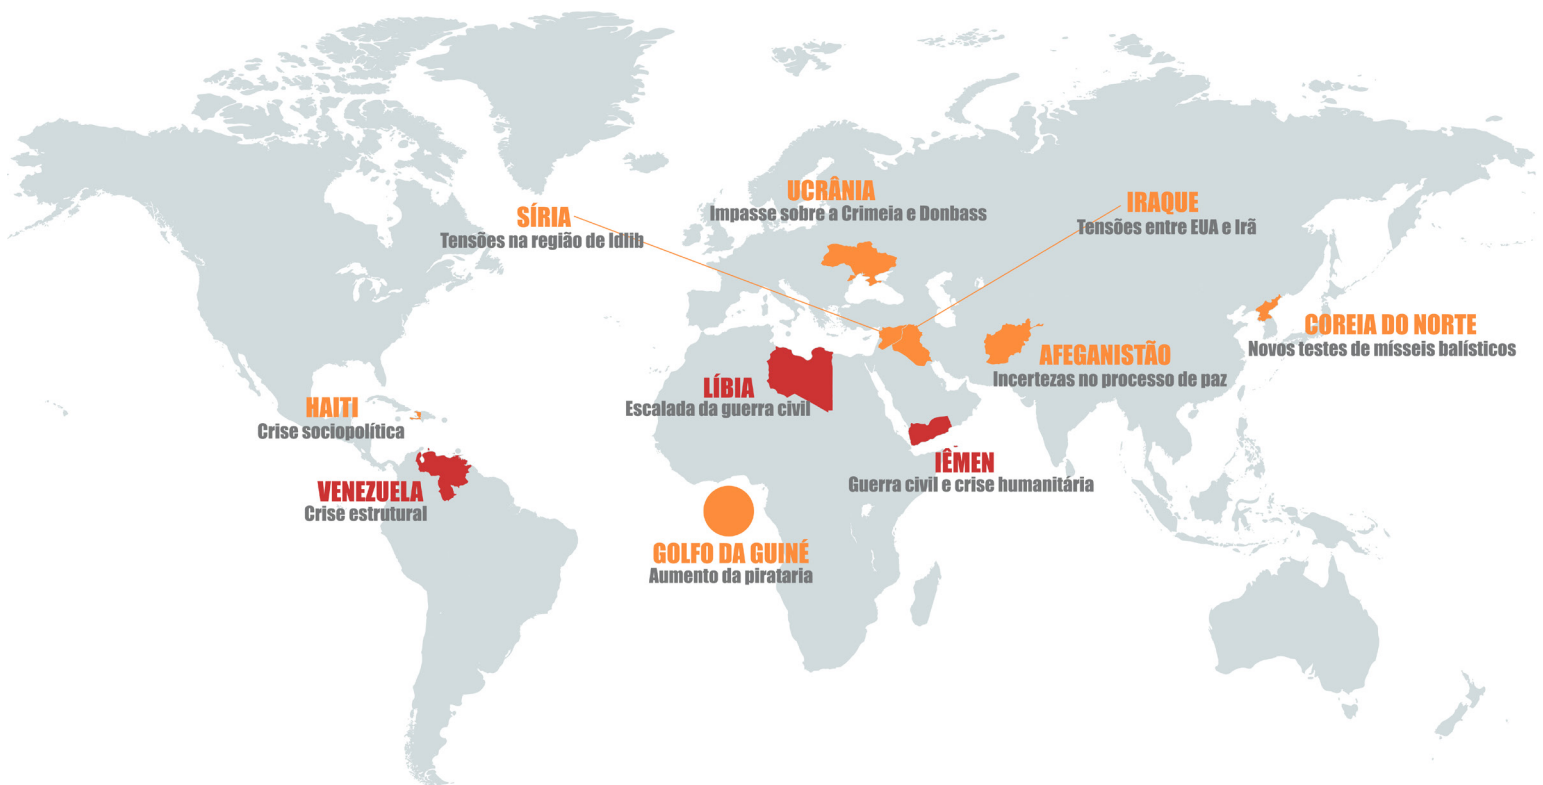 UCRÂNIA
Impasse sobre a Crimeia e Donbass
IRAQUE
Tensões entre EUA e Irã
SÍRIA
Tensões na região de Idlib
COREIA DO NORTE
Novos testes de mísseis balísticos
AFEGANISTÃO
Incertezas no processo de paz
LÍBIA
Escalada da guerra civil
HAITI
Crise sociopolítica
IÊMEN
Guerra civil e crise humanitária
VENEZUELA
Crise estrutural
GOLFO DA GUINÉ
Aumento da pirataria